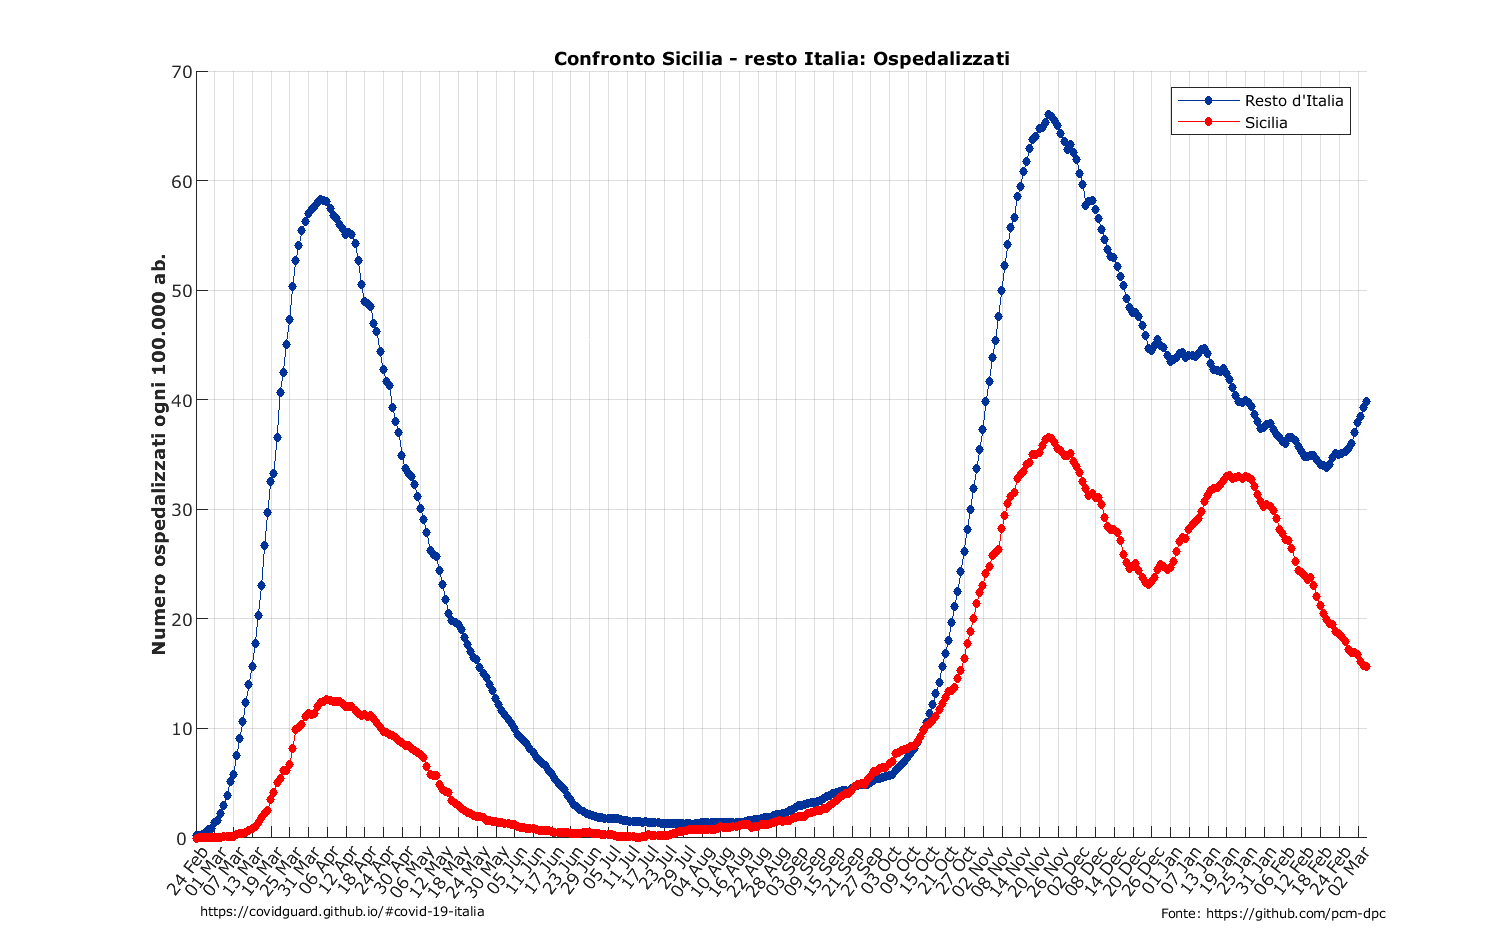 Confronto Sicilia - resto Italia: Ospedalizzati
70
60
50
40
30
20
10
0
Numero ospedalizzati ogni 100.000 ab.
Resto d'Italia
Sicilia
24 Feb
01 Mar
07 Mar
13 Mar
19 Mar
25 Mar
31 Mar
06 Apr
12 Apr
18 Apr
24 Apr
30 Apr
06 May
12 May
18 May
24 May
30 May
05 Jun
11 Jun
17 Jun
23 Jun
29 Jun
05 Jul
11 Jul
17 Jul
23 Jul
29 Jul
04 Aug
10 Aug
16 Aug
22 Aug
28 Aug
03 Sep
09 Sep
15 Sep
21 Sep
27 Sep
03 Oct
09 Oct
15 Oct
21 Oct
27 Oct
02 Nov
08 Nov
14 Nov
20 Nov
26 Nov
02 Dec
08 Dec
14 Dec
20 Dec
26 Dec
01 Jan
07 Jan
13 Jan
19 Jan
25 Jan
31 Jan
06 Feb
12 Feb
18 Feb
24 Feb
02 Mar
https://covidguard.github.io/#covid-19-italia
Fonte: https://github.com/pcm-dpc